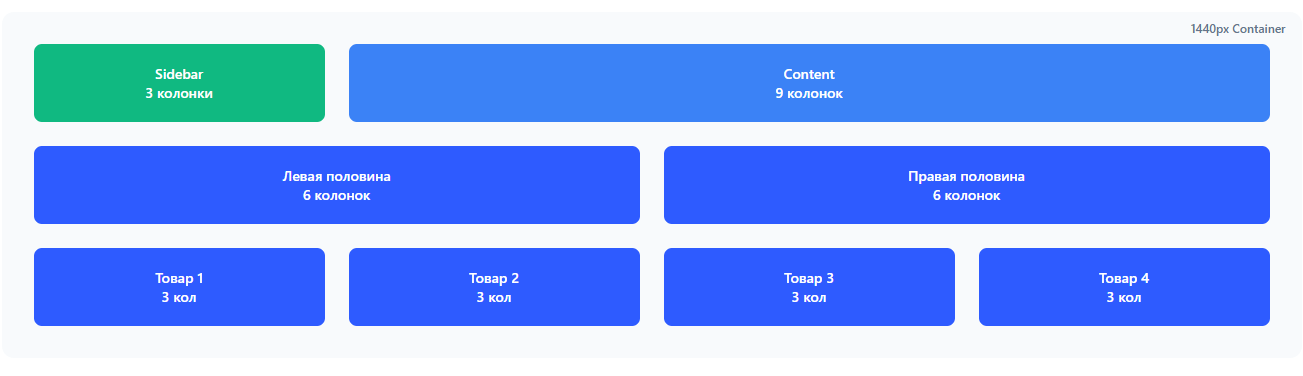 1440px Container
Sidebar
3 колонки
Content
9 колонок
Левая половина
6 колонок
Правая половина
6 колонок
Товар 1
3 кол
Товар 2
3 кол
Товар 3
3 кол
Товар 4
3 кол